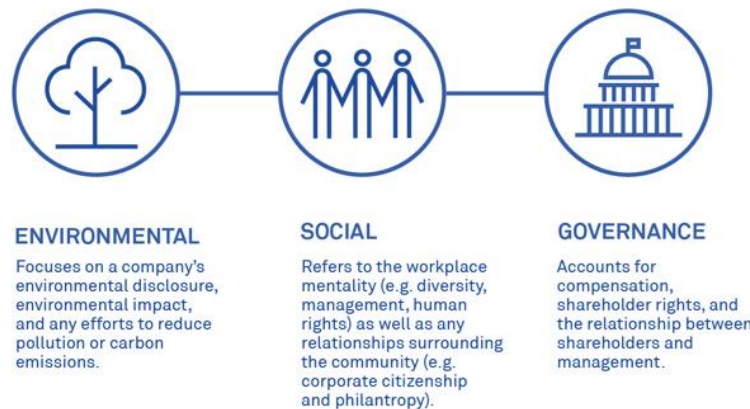 ENVIRONMENTAL
Focuses on a company's
environmental disclosure,
environmental impact,
and any efforts to reduce
pollution or carbon
emissions.
SOCIAL
Refers to the workplace
mentality (e.g. diversity,
management, human
rights) as well as any
relationships surrounding
the community (e.g.
corporate citizenship
and philantropy).
GOVERNANCE
Accounts for
compensation,
shareholder rights, and
the relationship between
shareholders and
management.